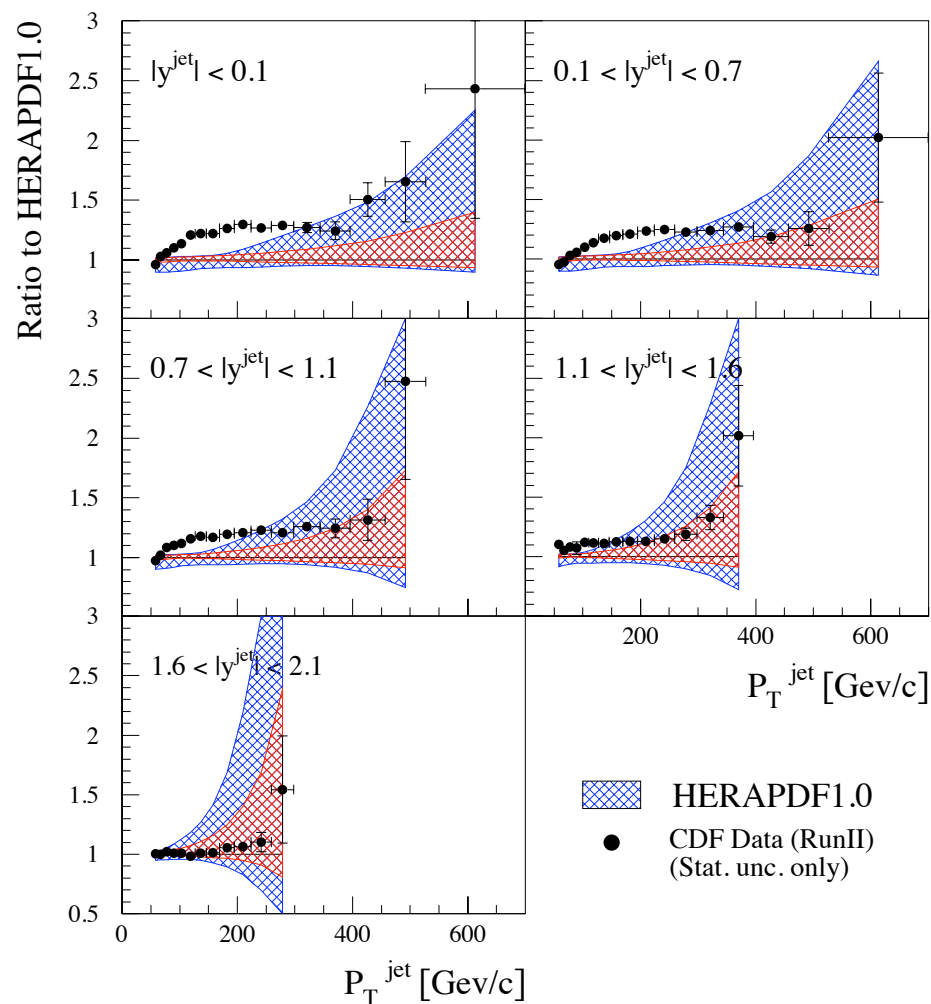 Ratio to HERAPDF1.0
3
2.5
2
1.5
1
|y^jet| < 0.1
0.1 < |y^jet| < 0.7
3
2.5
2
1.5
1
0.7 < |y^jet| < 1.1
1.1 < |y^jet| < 1.6
3
200 400 600
P_T^jet [Gev/c]
3
2.5
2
1.5
1
0.5
1.6 < |y^jet| < 2.1
HERAPDF1.0
CDF Data (RunII)
(Stat. unc. only)
0 200 400 600
P_T^jet [Gev/c]